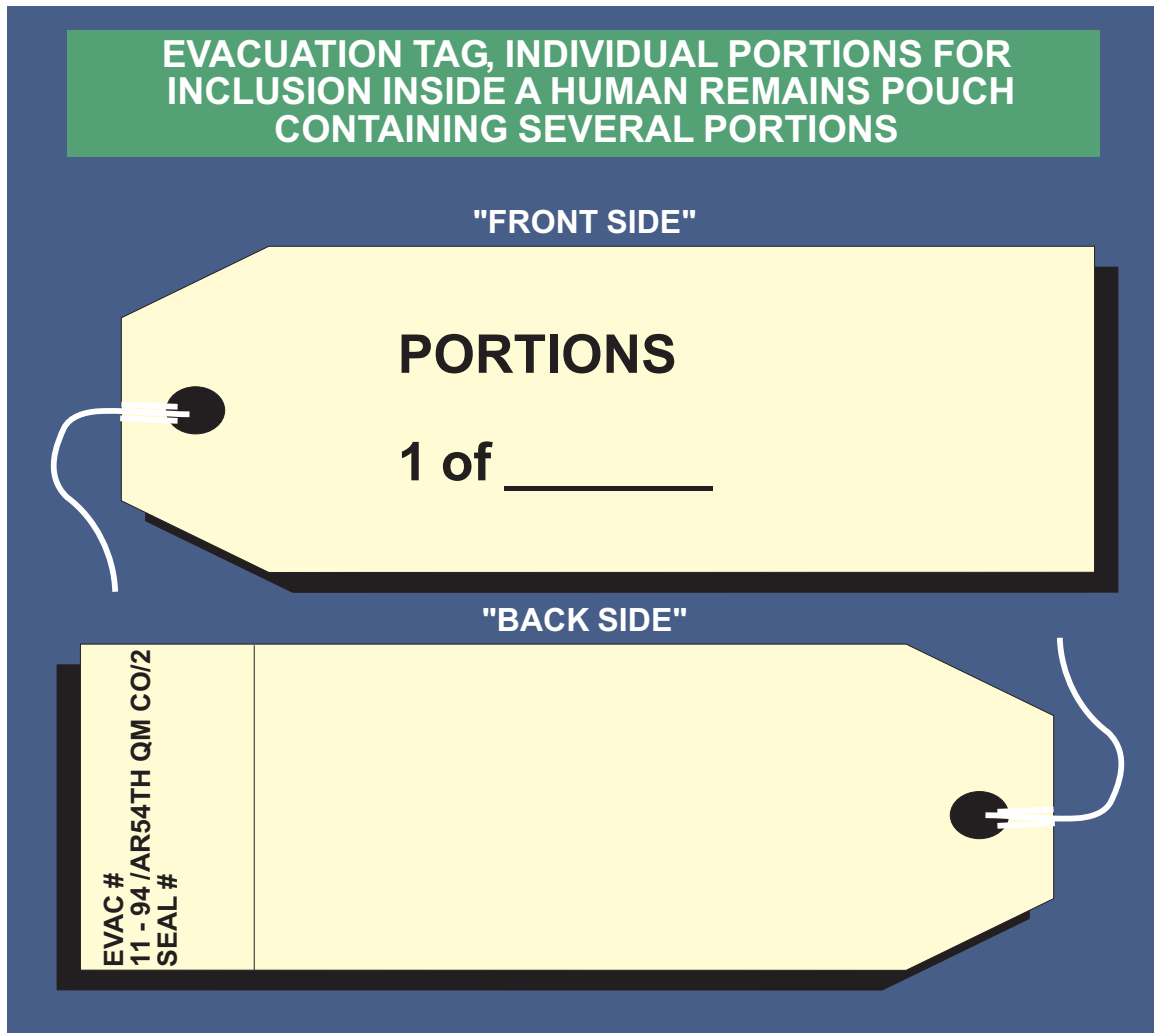 EVACUATION TAG, INDIVIDUAL PORTIONS FOR
INCLUSION INSIDE A HUMAN REMAINS POUCH
CONTAINING SEVERAL PORTIONS
"FRONT SIDE"
PORTIONS
1 of ________
"BACK SIDE"
EVAC #
11 - 94 /AR54TH QM CO/2
SEAL #